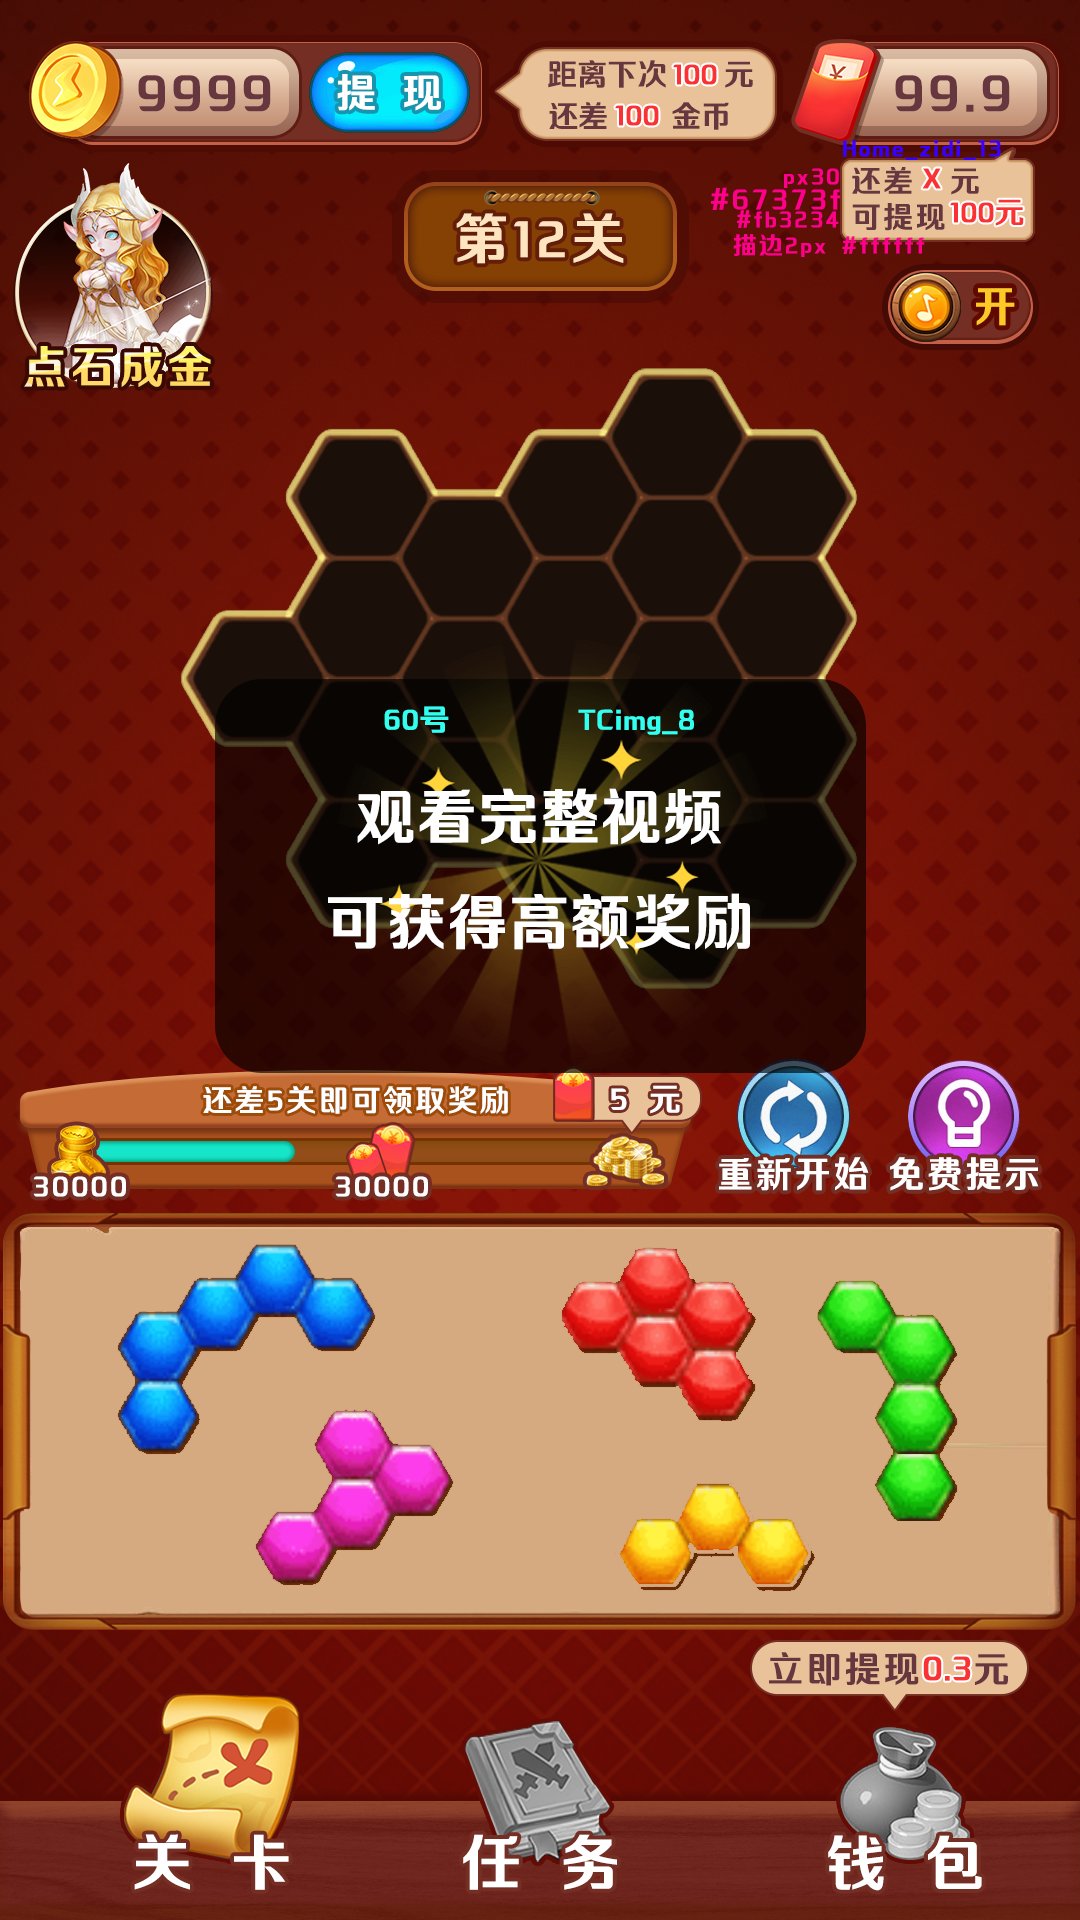 9999
提 现
距离下次100元
还差100 金币
99.9
Home_zidi_13
px30
#67373f
#fb3234
描边2px #ffffff
还差 X 元
可提现100元
第12关
开
点石成金
60号
TCimg_8
观看完整视频
可获得高额奖励
还差5关即可领取奖励
5 元
30000
30000
重新开始
免费提示
立即提现0.3元
关 卡
任 务
钱 包